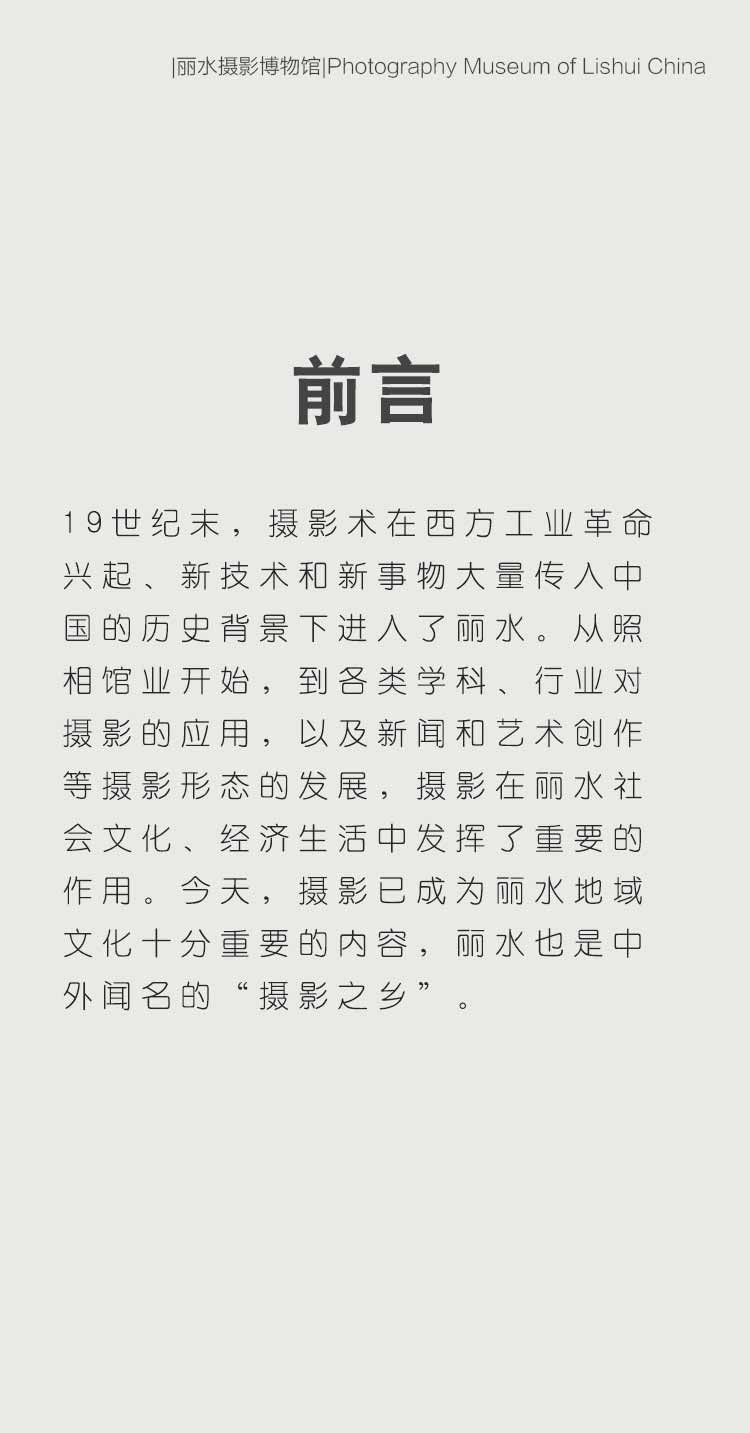 |丽水摄影博物馆|Photography Museum of Lishui China
前言
19世纪末，摄影术在西方工业革命
兴起、新技术和新事物大量传入中
国的历史背景下进入了丽水。从照
相馆业开始，到各类学科、行业对
摄影的应用，以及新闻和艺术创作
等摄影形态的发展，摄影在丽水社
会文化、经济生活中发挥了重要的
作用。今天，摄影已成为丽水地域
文化十分重要的内容，丽水也是中
外闻名的“摄影之乡”。